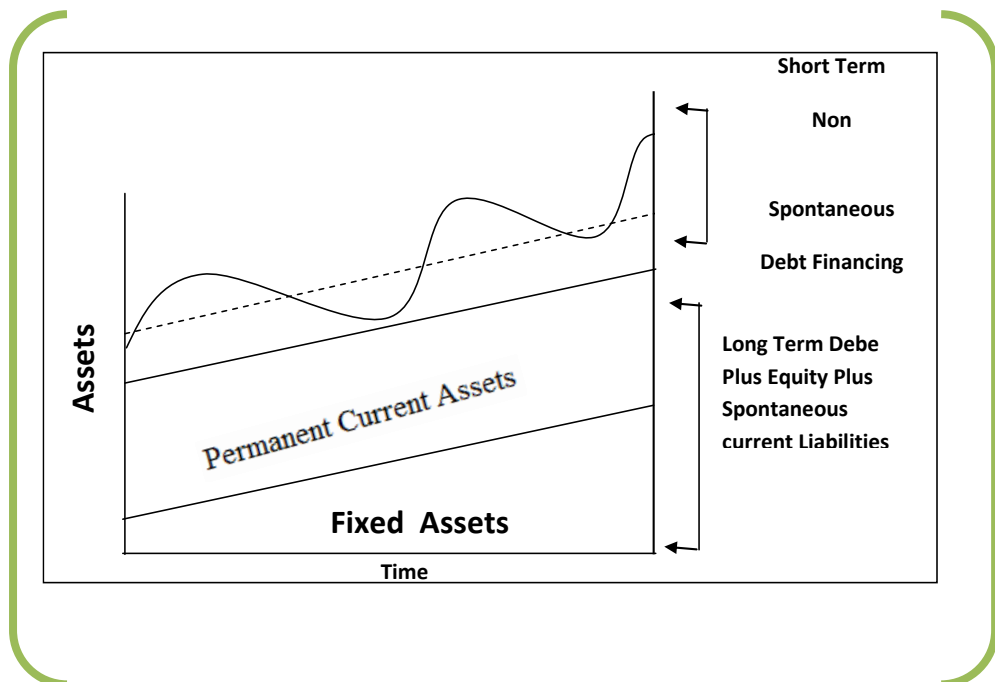 Short Term
Non
Spontaneous
Debt Financing
Long Term Debe
Plus Equity Plus
Spontaneous
current Liabilities
Assets
Permanent Current Assets
Fixed Assets
Time